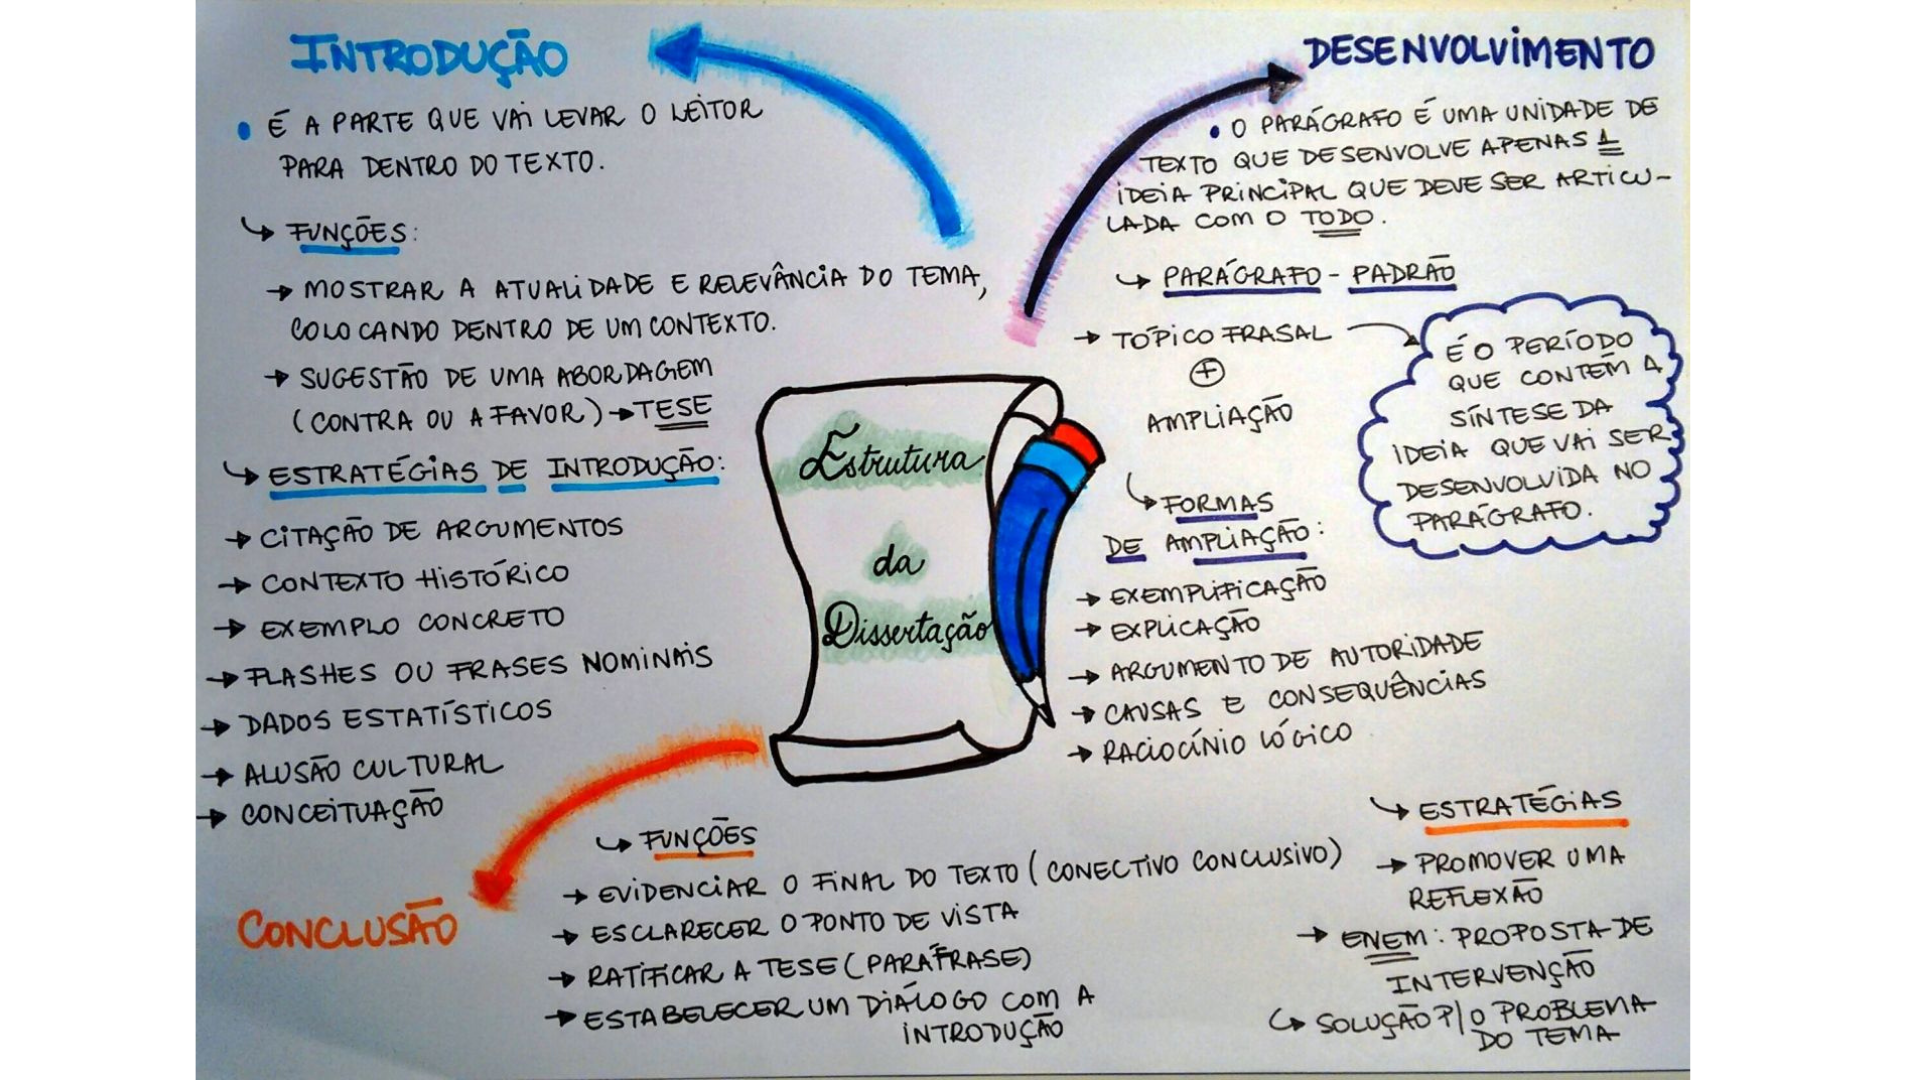 INTRODUÇÃO
• É A PARTE QUE VAI LEVAR O LEITOR
PARA DENTRO DO TEXTO.
↳ FUNÇÕES:
→ MOSTRAR A ATUALIDADE E RELEVÂNCIA DO TEMA,
COLOCANDO DENTRO DE UM CONTEXTO.
→ SUGESTÃO DE UMA ABORDAGEM
(CONTRA OU A FAVOR) → TESE
↳ ESTRATÉGIAS DE INTRODUÇÃO:
→ CITAÇÃO DE ARGUMENTOS
→ CONTEXTO HISTÓRICO
→ EXEMPLO CONCRETO
→ FLASHES OU FRASES NOMINAIS
→ DADOS ESTATÍSTICOS
→ ALUSÃO CULTURAL
→ CONCEITUAÇÃO
Estrutura
da
Dissertação
DESENVOLVIMENTO
• O PARÁGRAFO É UMA UNIDADE DE
TEXTO QUE DESENVOLVE APENAS 1
IDEIA PRINCIPAL QUE DEVE SER ARTICU-
LADA COM O TODO.
↳ PARÁGRAFO - PADRÃO
→ TÓPICO FRASAL
+
AMPLIAÇÃO
É O PERÍODO
QUE CONTÉM A
SÍNTESE DA
IDEIA QUE VAI SER
DESENVOLVIDA NO
PARÁGRAFO.
↳ FORMAS
DE AMPLIAÇÃO:
→ EXEMPLIFICAÇÃO
→ EXPLICAÇÃO
→ ARGUMENTO DE AUTORIDADE
→ CAUSAS E CONSEQUÊNCIAS
→ RACIOCÍNIO LÓGICO
CONCLUSÃO
↳ FUNÇÕES
→ EVIDENCIAR O FINAL DO TEXTO (CONECTIVO CONCLUSIVO)
→ ESCLARECER O PONTO DE VISTA
→ RATIFICAR A TESE (PARÁFRASE)
→ ESTABELECER UM DIÁLOGO COM A
INTRODUÇÃO
↳ ESTRATÉGIAS
→ PROMOVER UMA
REFLEXÃO
→ ENEM: PROPOSTA DE
INTERVENÇÃO
↳ SOLUÇÃO P/ O PROBLEMA
DO TEMA